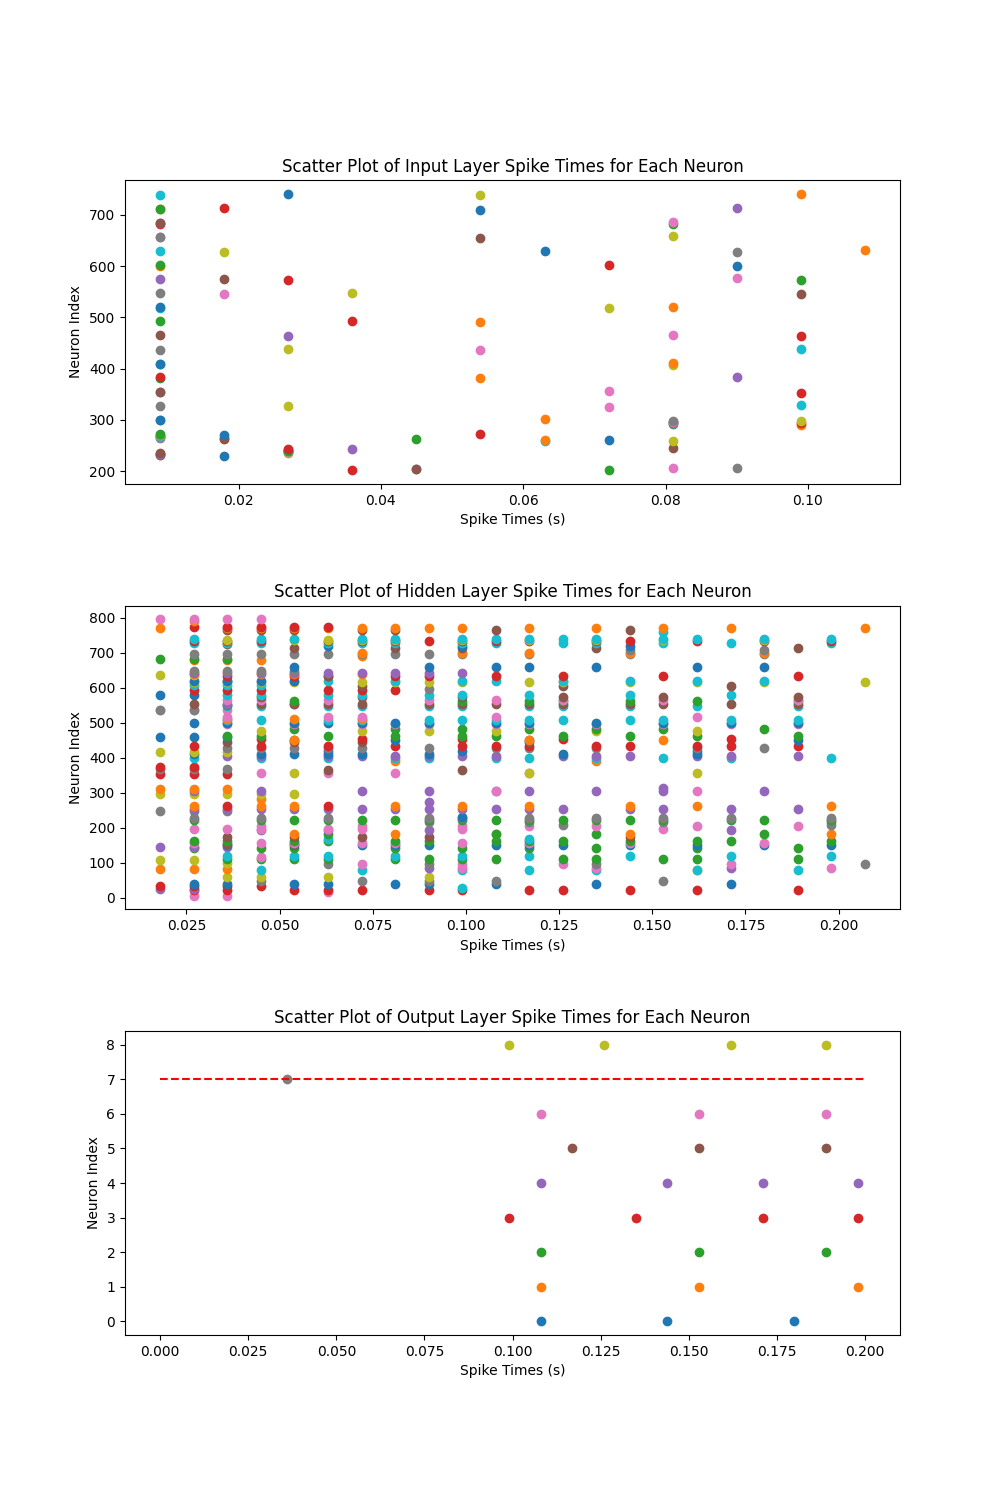 Scatter Plot of Input Layer Spike Times for Each Neuron
Neuron Index
700
600
500
400
300
200
0.02 0.04 0.06 0.08 0.10
Spike Times (s)
Scatter Plot of Hidden Layer Spike Times for Each Neuron
Neuron Index
800
700
600
500
400
300
200
100
0
0.025 0.050 0.075 0.100 0.125 0.150 0.175 0.200
Spike Times (s)
Scatter Plot of Output Layer Spike Times for Each Neuron
Neuron Index
8
7
6
5
4
3
2
1
0
0.000 0.025 0.050 0.075 0.100 0.125 0.150 0.175 0.200
Spike Times (s)